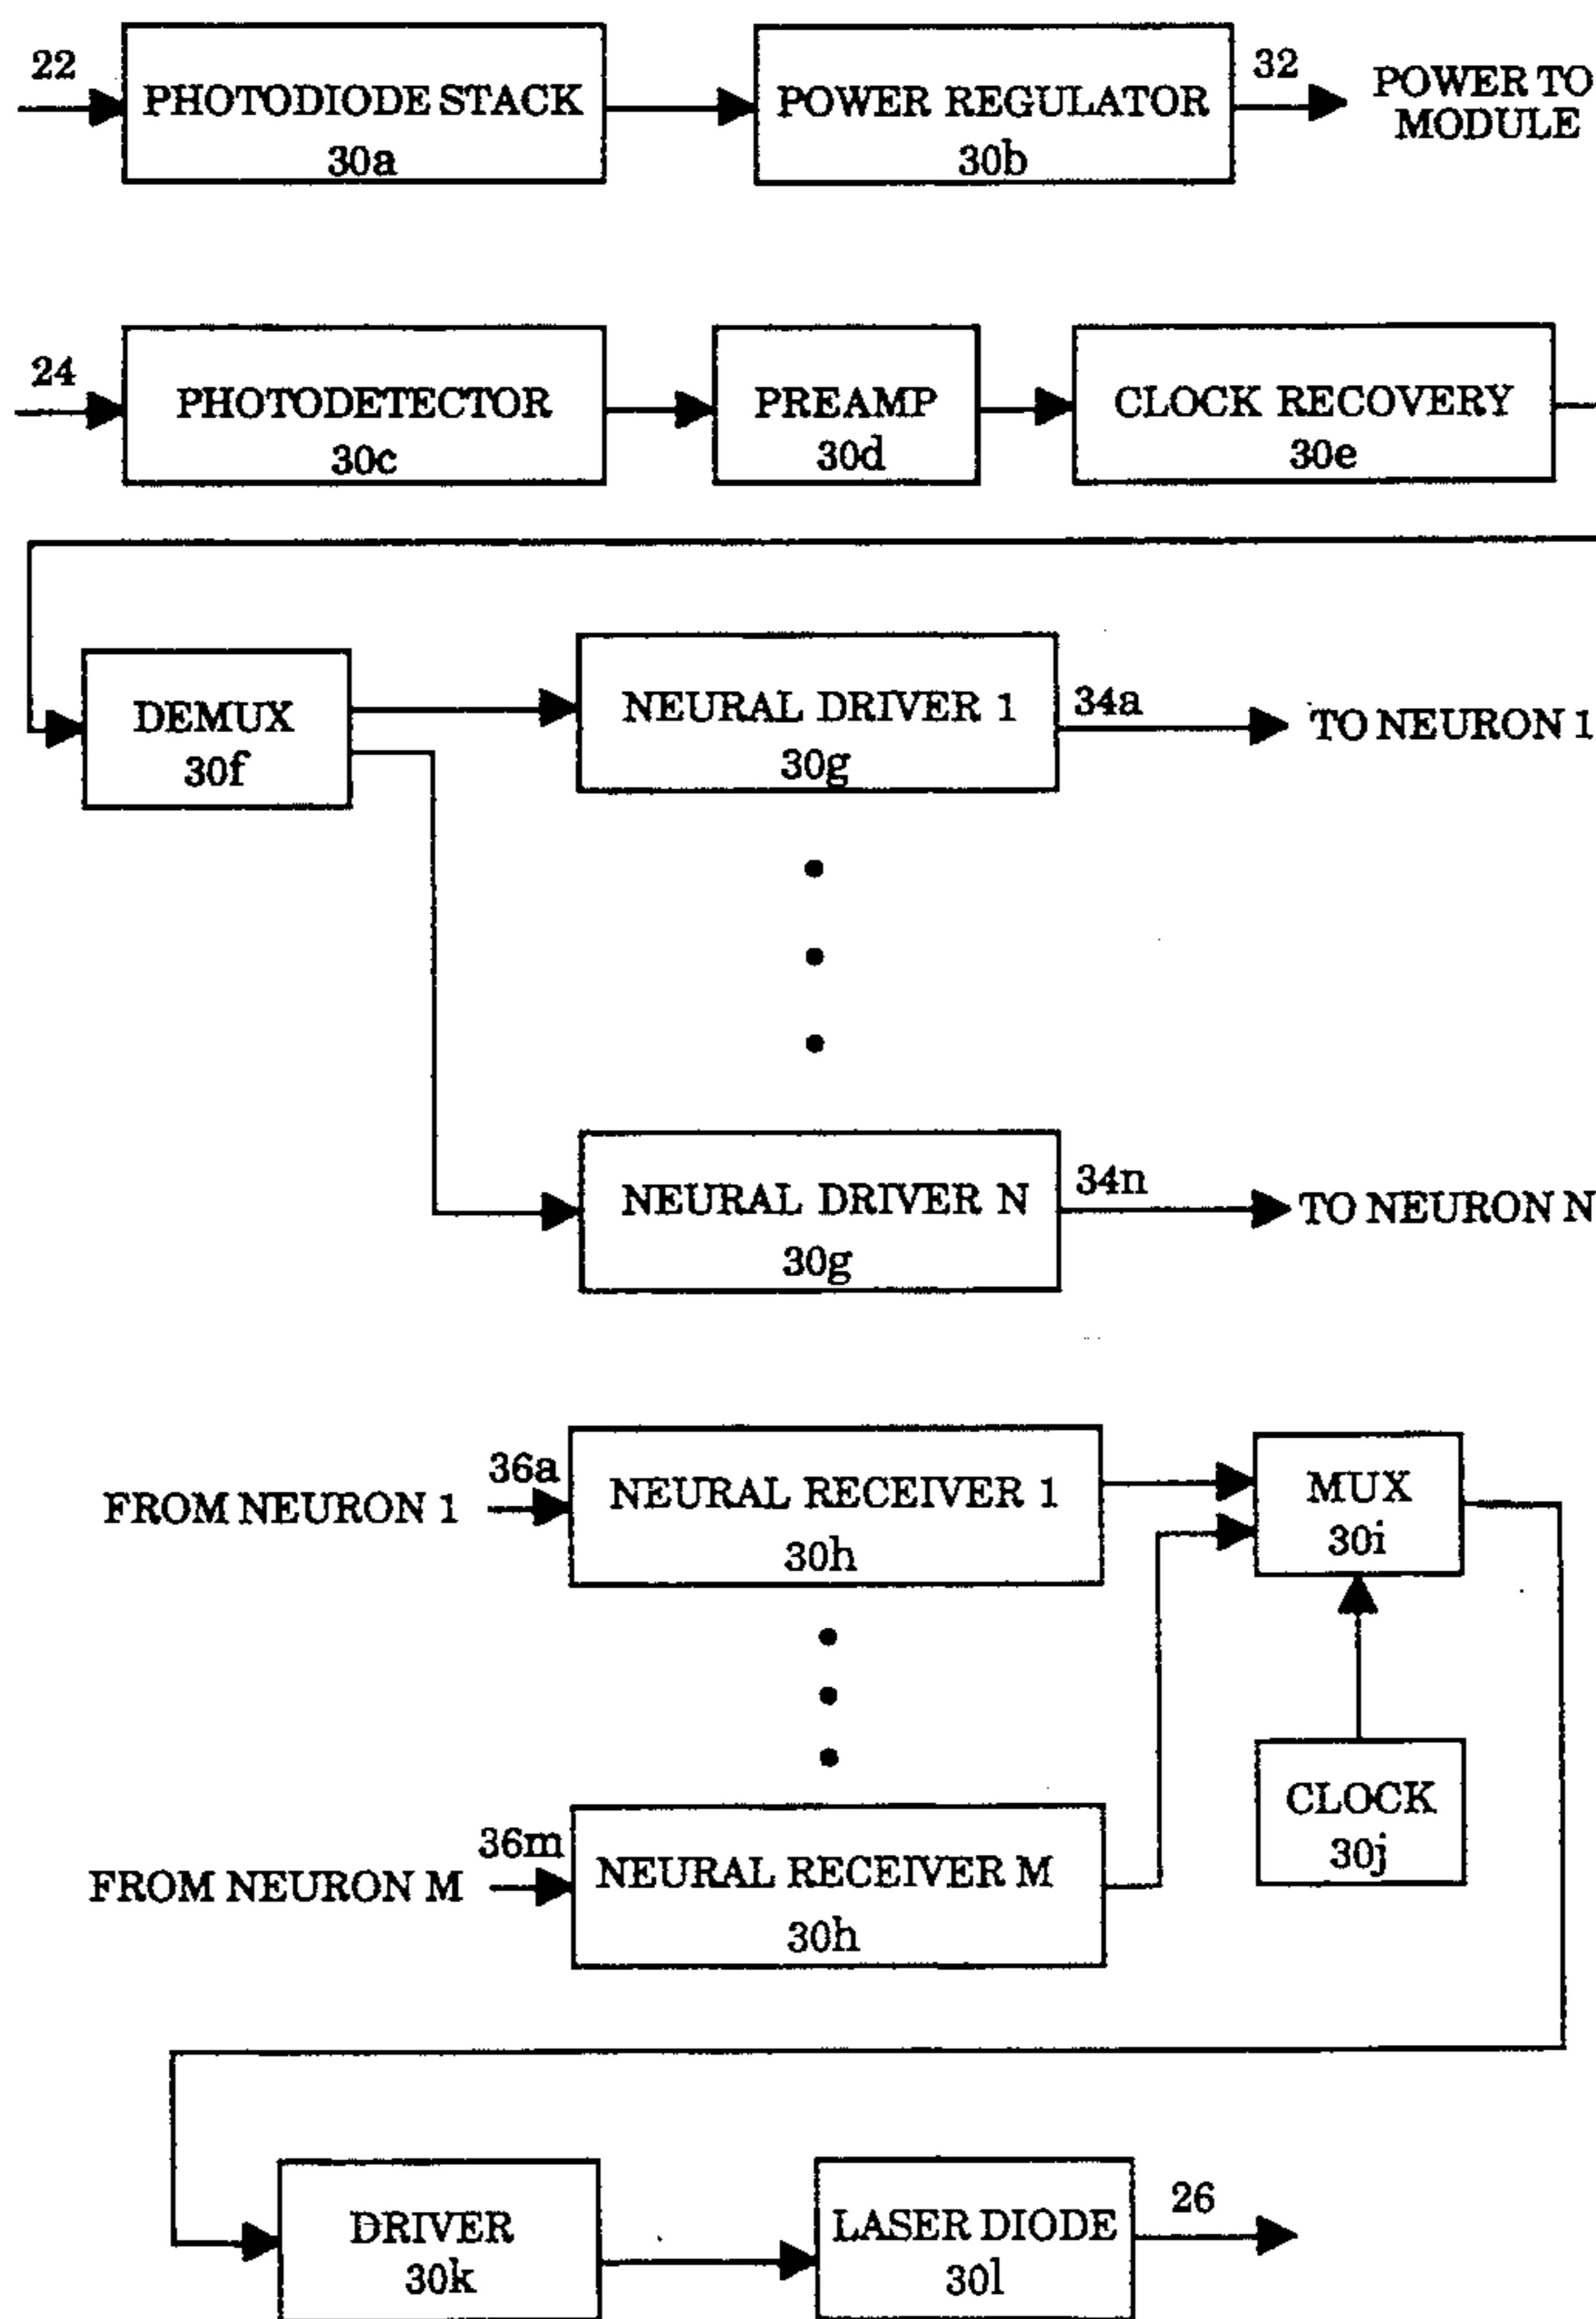 22
PHOTODIODE STACK
30a
POWER REGULATOR
30b
32
POWER TO
MODULE
24
PHOTODETECTOR
30c
PREAMP
30d
CLOCK RECOVERY
30e
DEMUX
30f
NEURAL DRIVER 1
30g
34a
TO NEURON 1
NEURAL DRIVER N
30g
34n
TO NEURON N
FROM NEURON 1
36a
NEURAL RECEIVER 1
30h
MUX
30i
CLOCK
30j
FROM NEURON M
36m
NEURAL RECEIVER M
30h
DRIVER
30k
LASER DIODE
30l
26